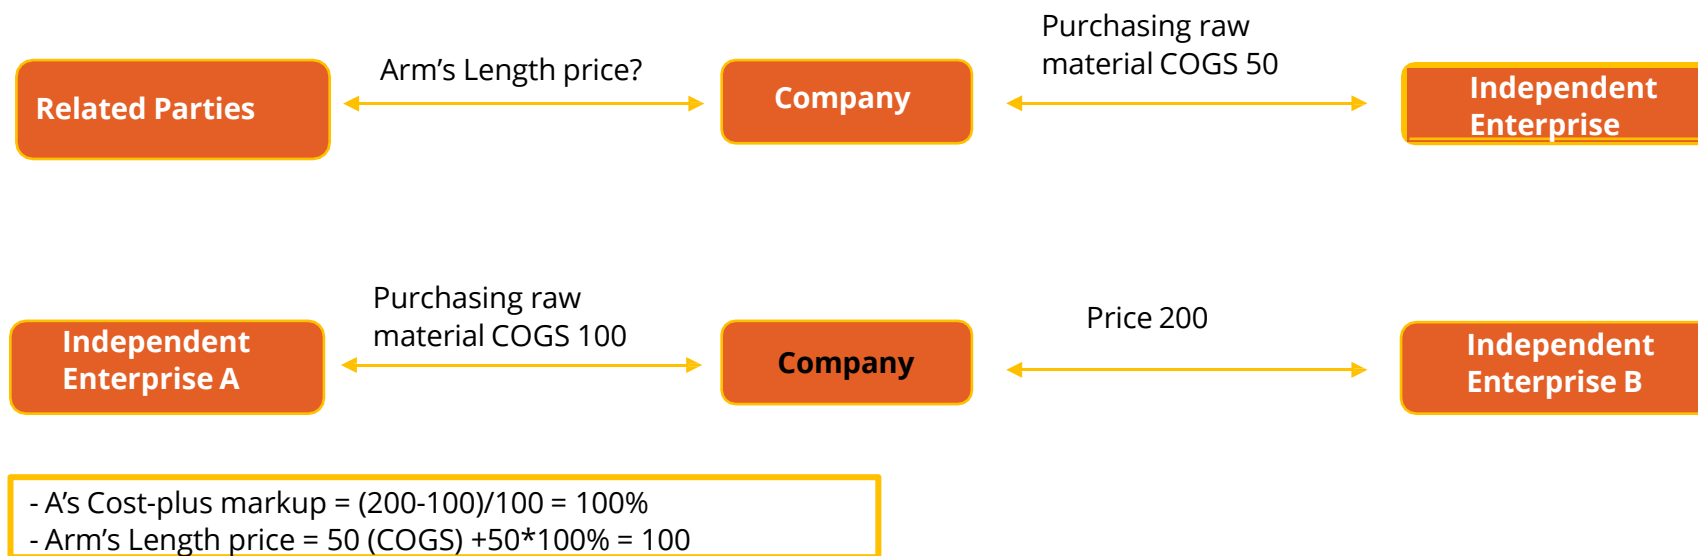 Purchasing raw
material COGS 50
Arm's Length price?
Related Parties
Company
Independent
Enterprise
Purchasing raw
material COGS 100
Price 200
Independent
Enterprise A
Company
Independent
Enterprise B
- A's Cost-plus markup = (200-100)/100 = 100%
- Arm's Length price = 50 (COGS) +50*100% = 100